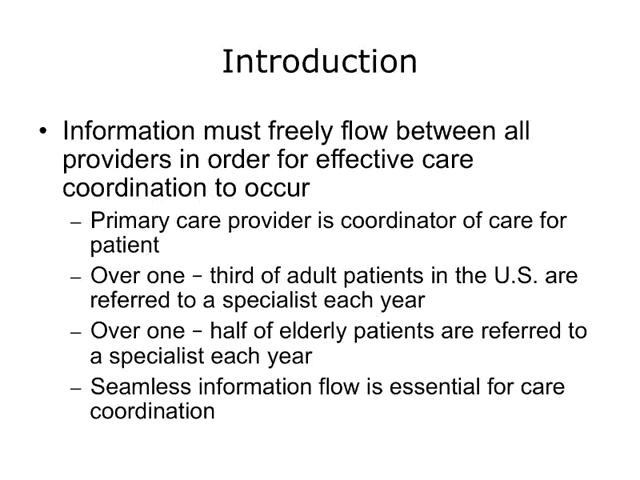 Introduction
• Information must freely flow between all
providers in order for effective care
coordination to occur
– Primary care provider is coordinator of care for
patient
– Over one – third of adult patients in the U.S. are
referred to a specialist each year
– Over one – half of elderly patients are referred to
a specialist each year
– Seamless information flow is essential for care
coordination